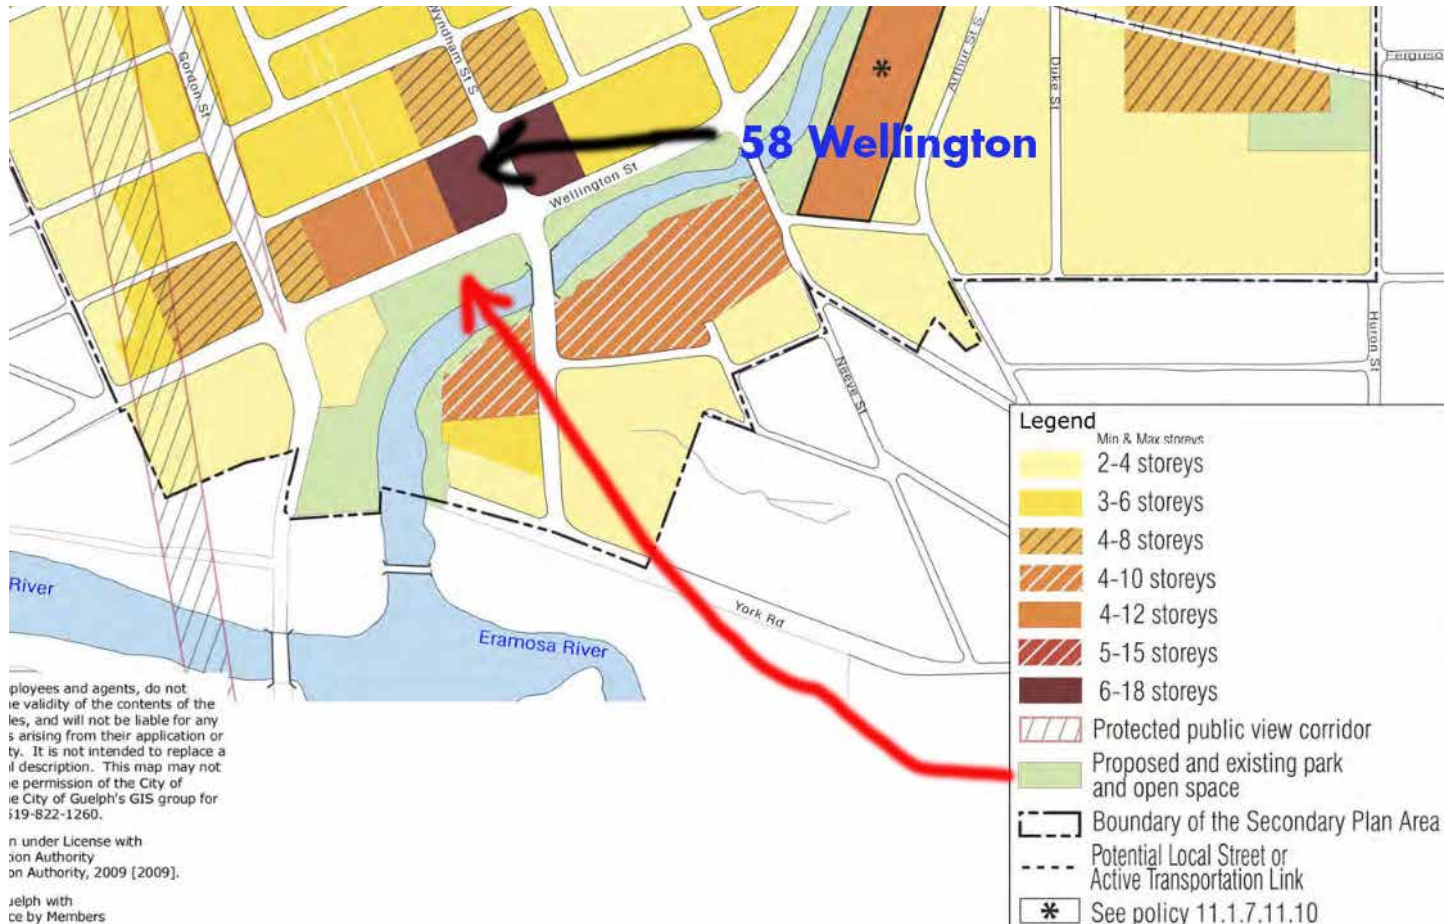 Gordon St
Wyndham St S
*
Arthur St S
Duke St
58 Wellington
Wellington St
Huron St
Neeve St
River
York Rd
Eramosa River
Legend
Min & Max storeys
2-4 storeys
3-6 storeys
4-8 storeys
4-10 storeys
4-12 storeys
5-15 storeys
6-18 storeys
Protected public view corridor
Proposed and existing park
and open space
Boundary of the Secondary Plan Area
Potential Local Street or
Active Transportation Link
* See policy 11.1.7.11.10
ployees and agents, do not
e validity of the contents of the
les, and will not be liable for any
s arising from their application or
ty. It is not intended to replace a
l description. This map may not
e permission of the City of
e City of Guelph's GIS group for
519-822-1260.
n under License with
ion Authority
on Authority, 2009 [2009].
uelph with
ce by Members